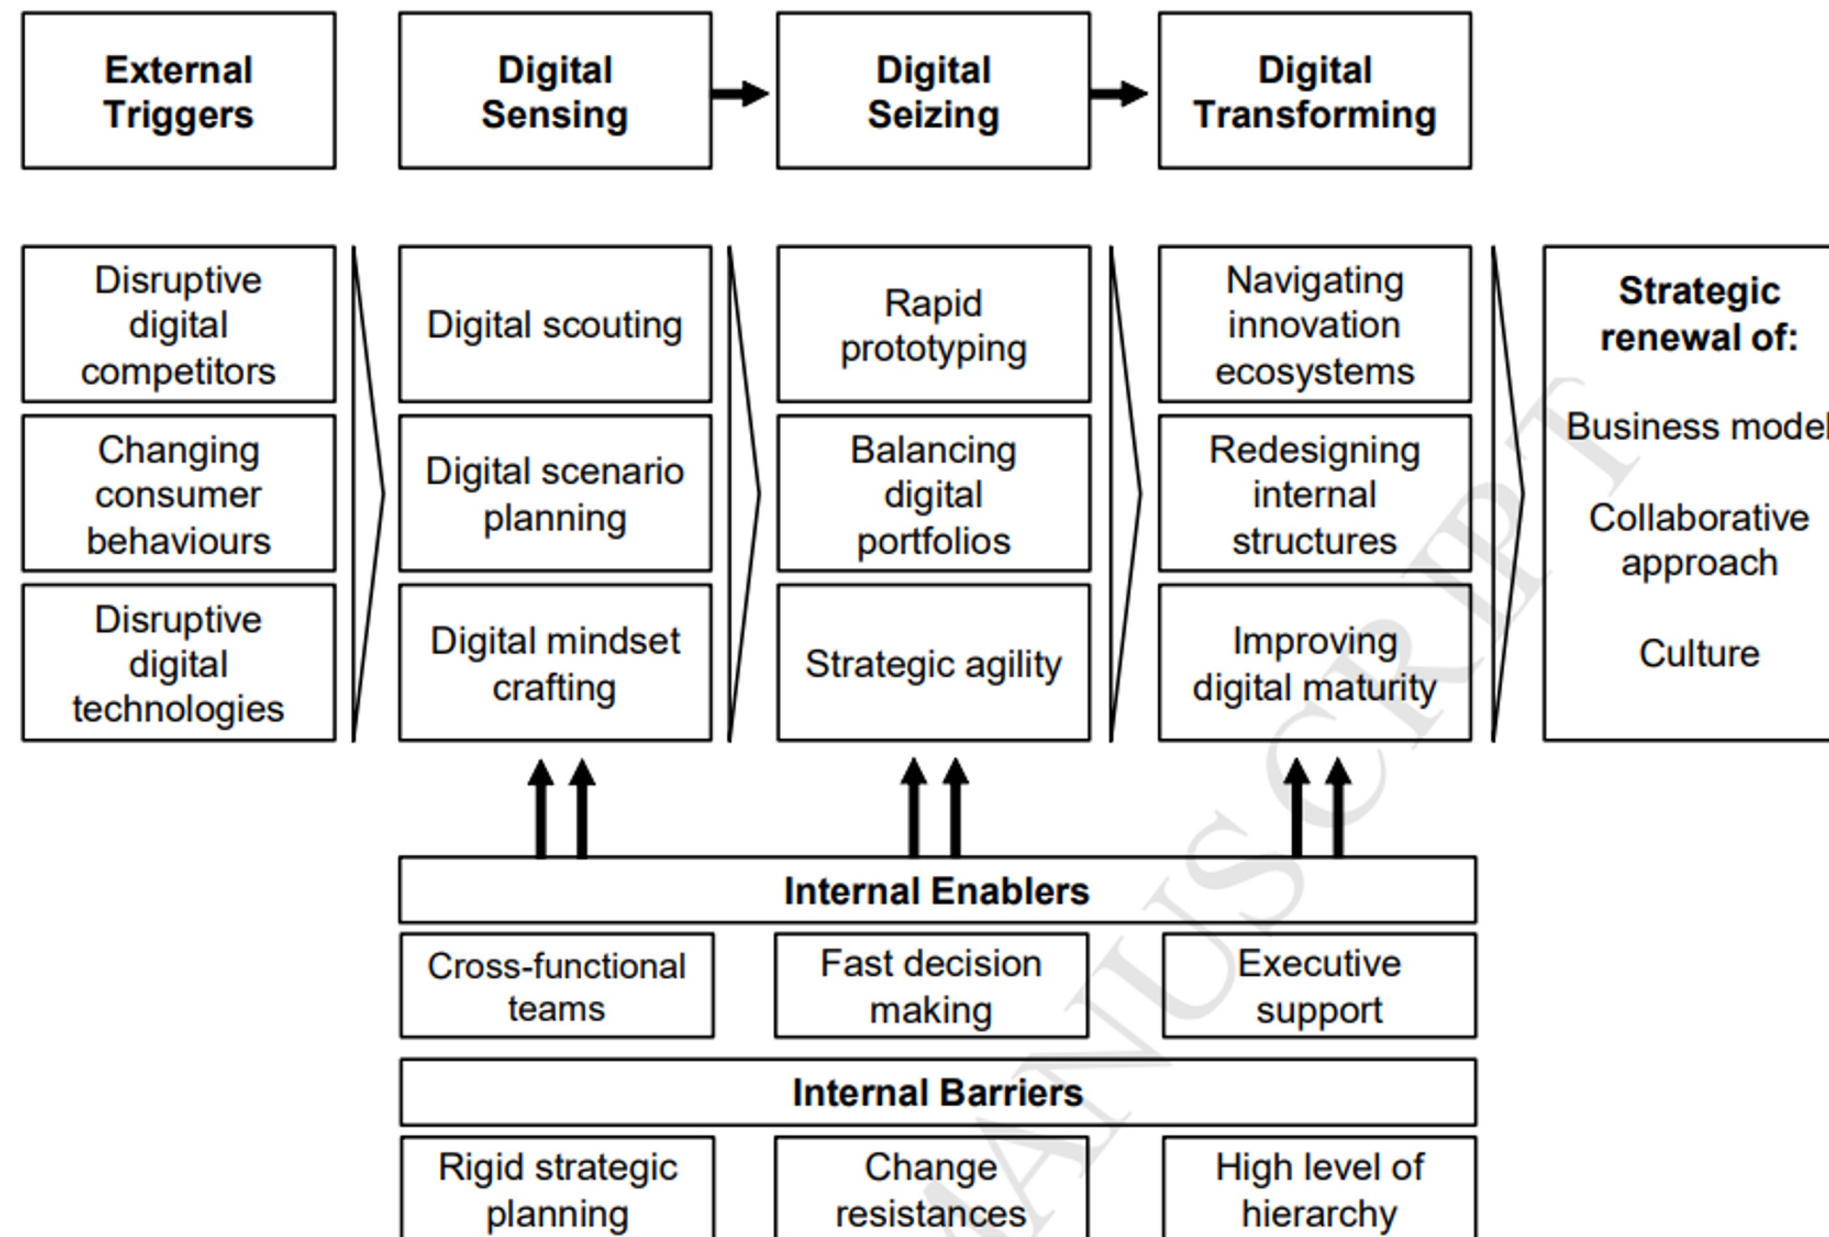 External
Triggers
Digital
Sensing
Digital
Seizing
Digital
Transforming
Disruptive
digital
competitors
Digital scouting
Rapid
prototyping
Navigating
innovation
ecosystems
Changing
consumer
behaviours
Digital scenario
planning
Balancing
digital
portfolios
Redesigning
internal
structures
Disruptive
digital
technologies
Digital mindset
crafting
Strategic agility
Improving
digital maturity
Strategic
renewal of:
Business model
Collaborative
approach
Culture
Internal Enablers
Cross-functional
teams
Fast decision
making
Executive
support
Internal Barriers
Rigid strategic
planning
Change
resistances
High level of
hierarchy
MANUSCRIPT